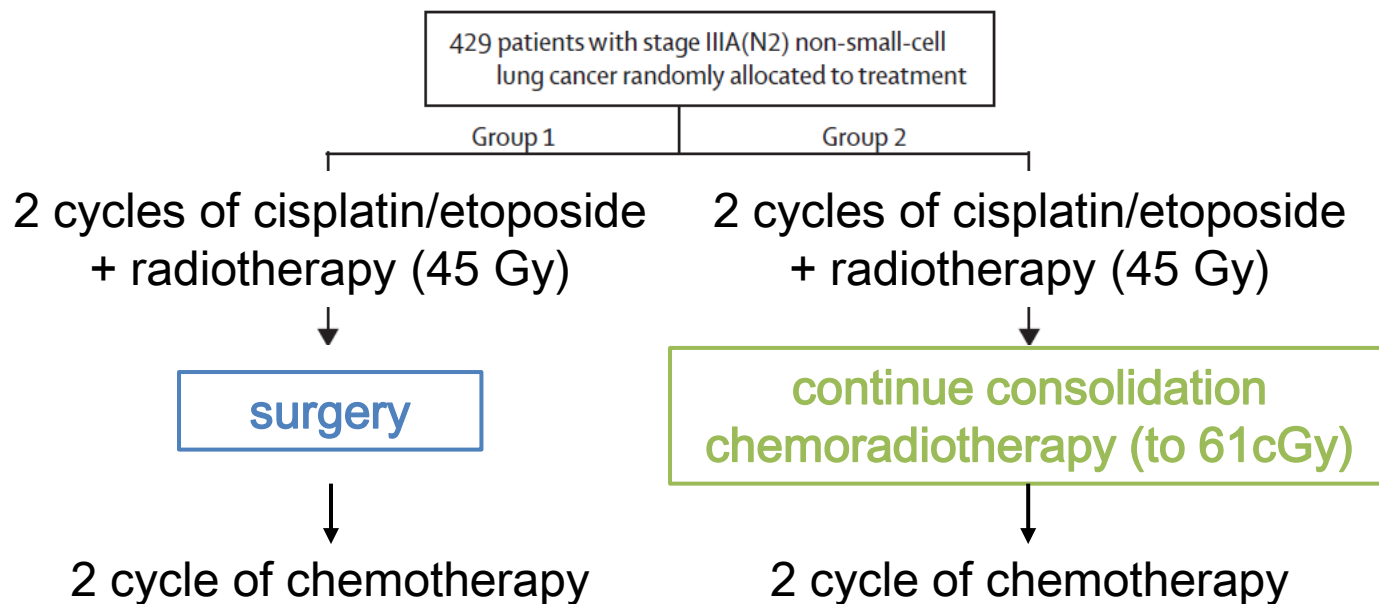 429 patients with stage IIIA(N2) non-small-cell
lung cancer randomly allocated to treatment
Group 1
Group 2
2 cycles of cisplatin/etoposide
+ radiotherapy (45 Gy)
2 cycles of cisplatin/etoposide
+ radiotherapy (45 Gy)
surgery
continue consolidation
chemoradiotherapy (to 61cGy)
2 cycle of chemotherapy
2 cycle of chemotherapy